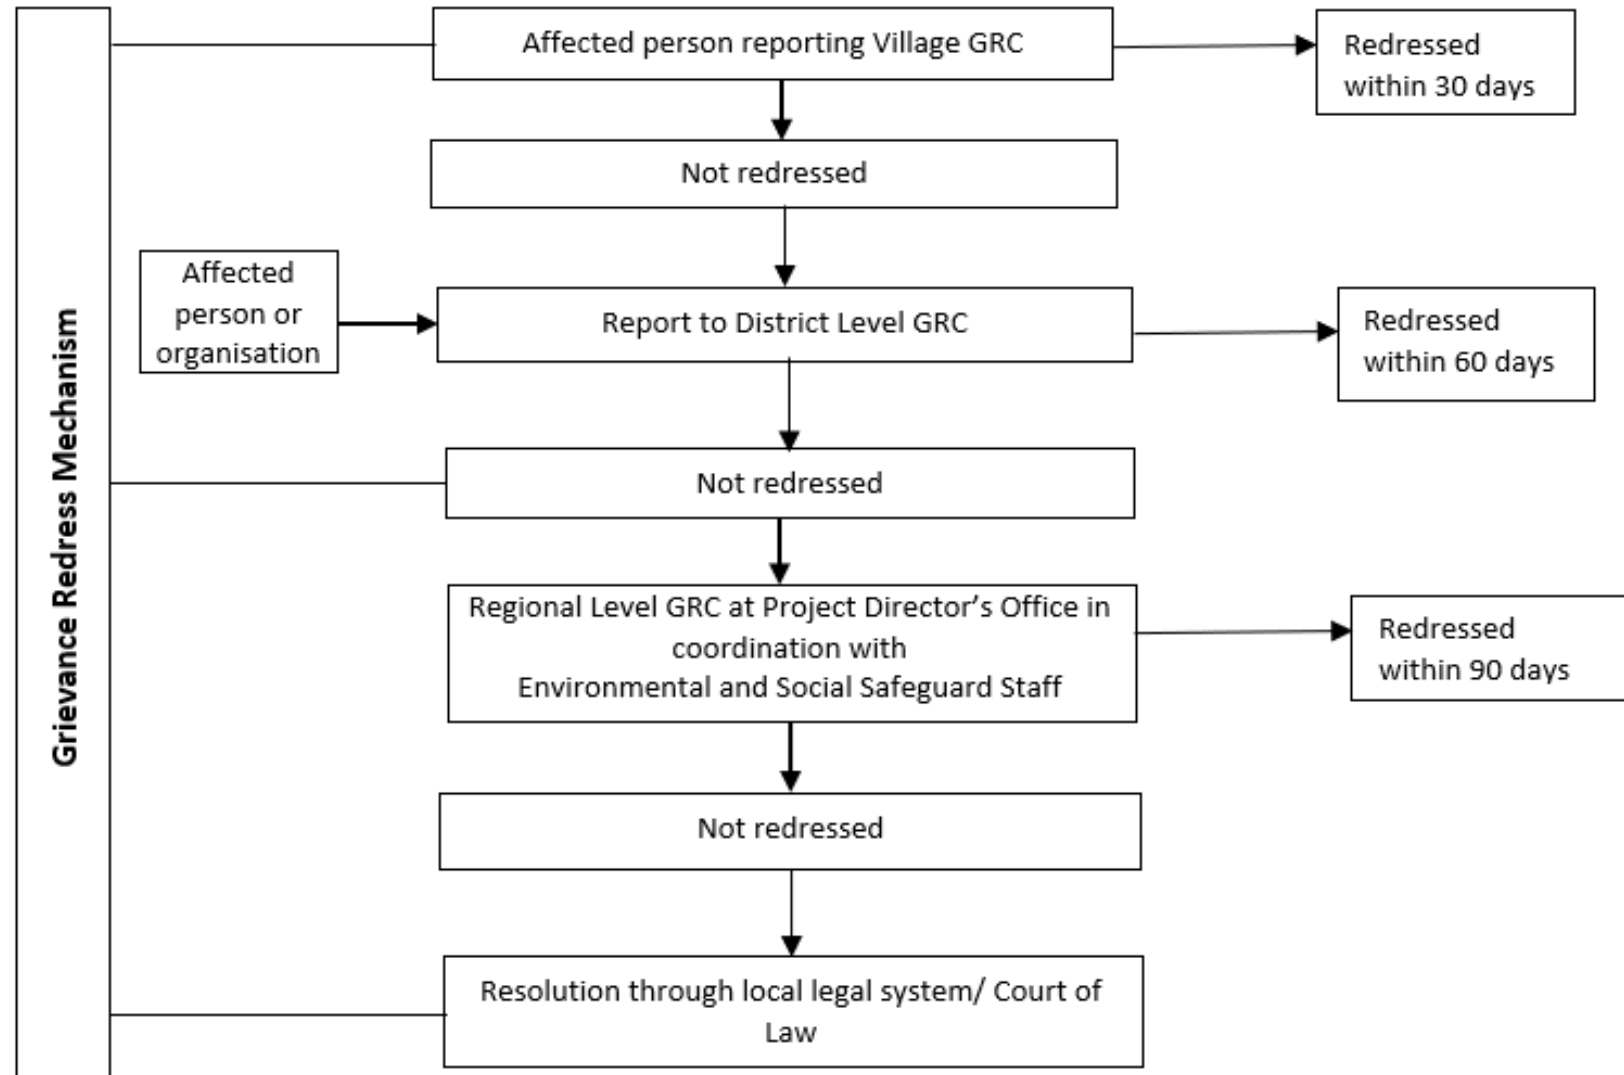 Grievance Redress Mechanism
Affected person reporting Village GRC
Redressed
within 30 days
Not redressed
Affected
person or
organisation
Report to District Level GRC
Redressed
within 60 days
Not redressed
Regional Level GRC at Project Director’s Office in
coordination with
Environmental and Social Safeguard Staff
Redressed
within 90 days
Not redressed
Resolution through local legal system/ Court of
Law